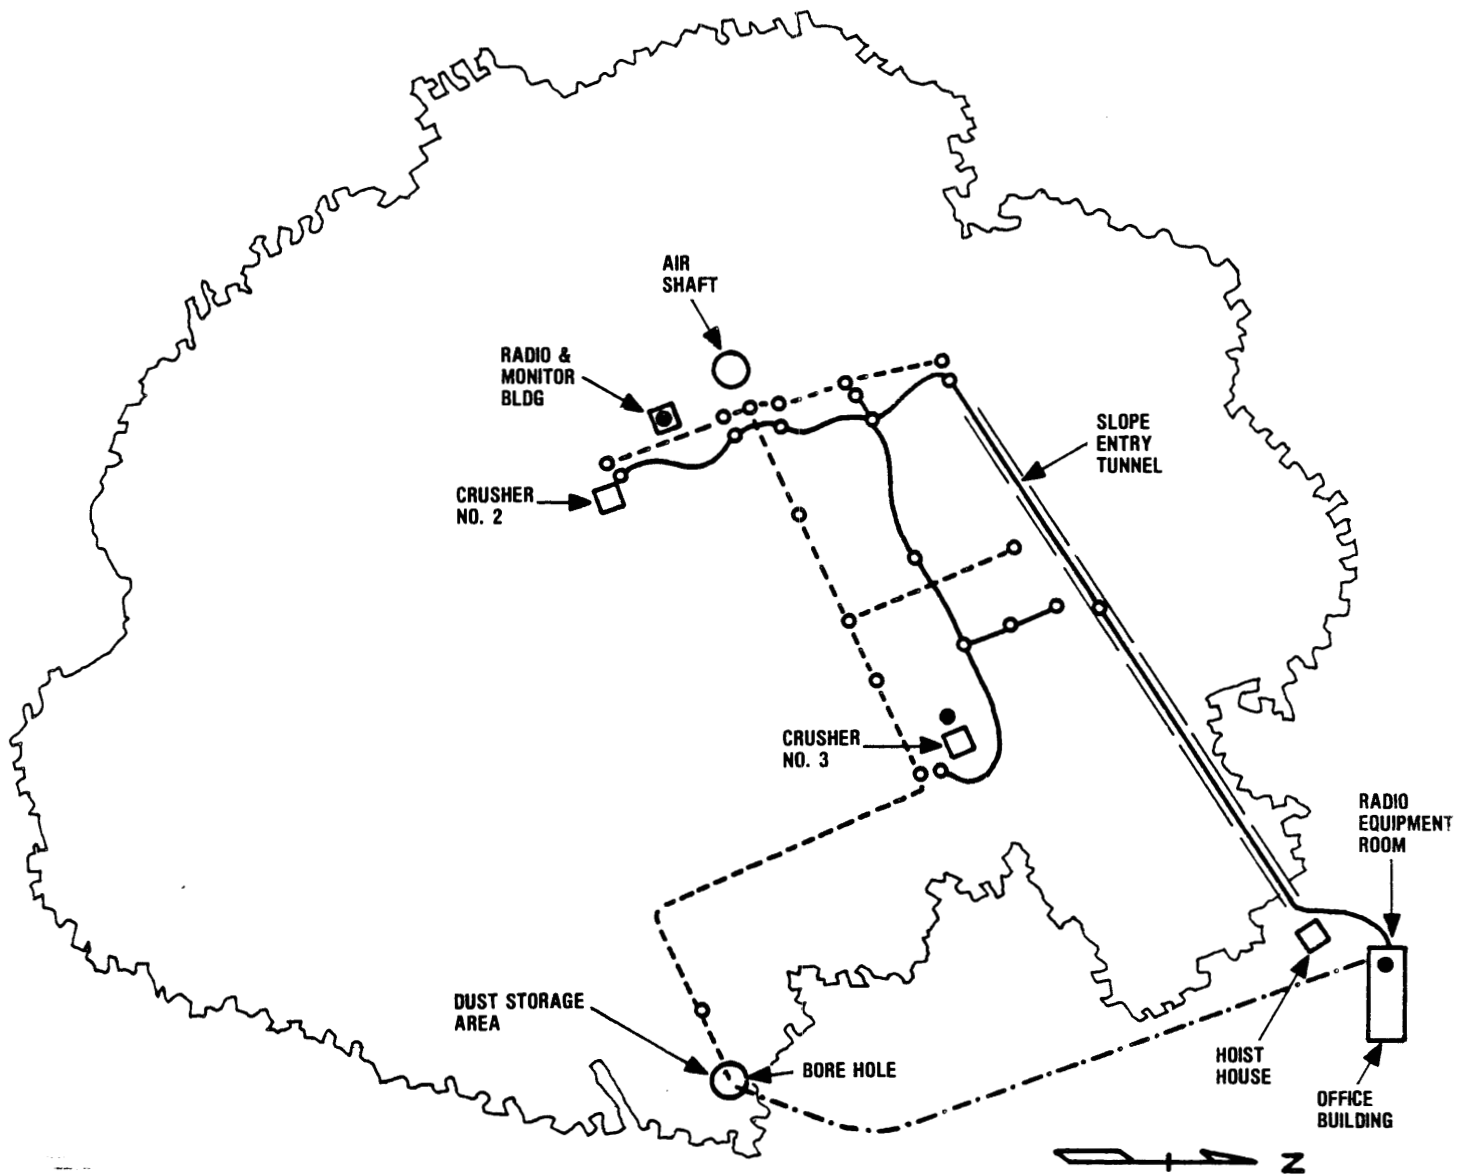 AIR
SHAFT
RADIO &
MONITOR
BLDG
SLOPE
ENTRY
TUNNEL
CRUSHER
NO. 2
CRUSHER
NO. 3
RADIO
EQUIPMENT
ROOM
DUST STORAGE
AREA
BORE HOLE
HOIST
HOUSE
OFFICE
BUILDING
N